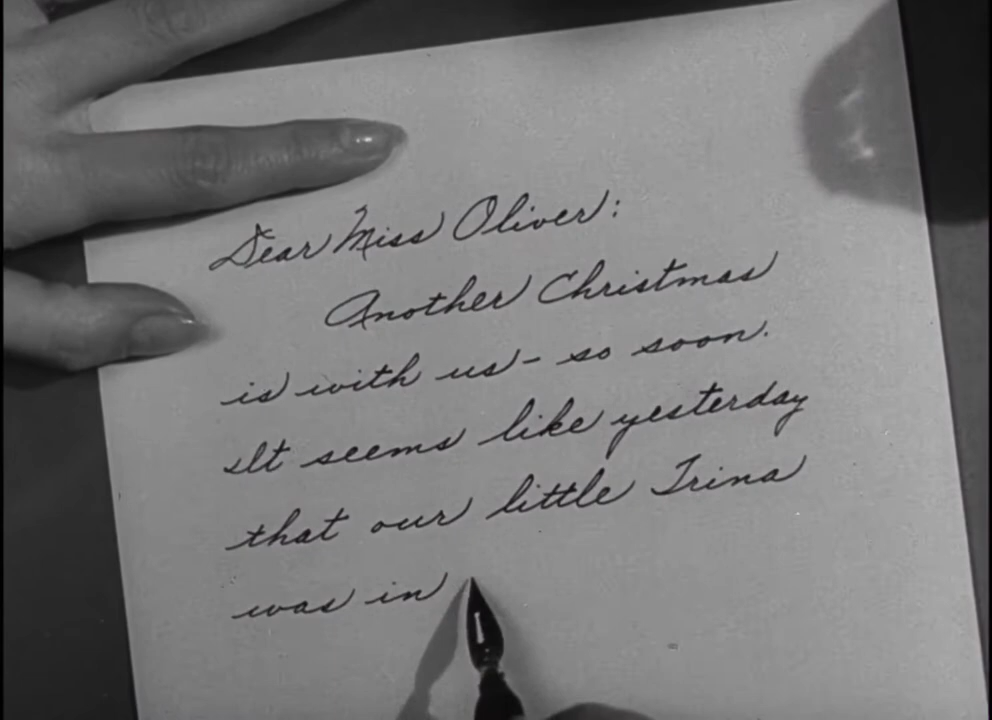 Dear Miss Oliver:
Another Christmas
is with us - so soon.
It seems like yesterday
that our little Trina
was in